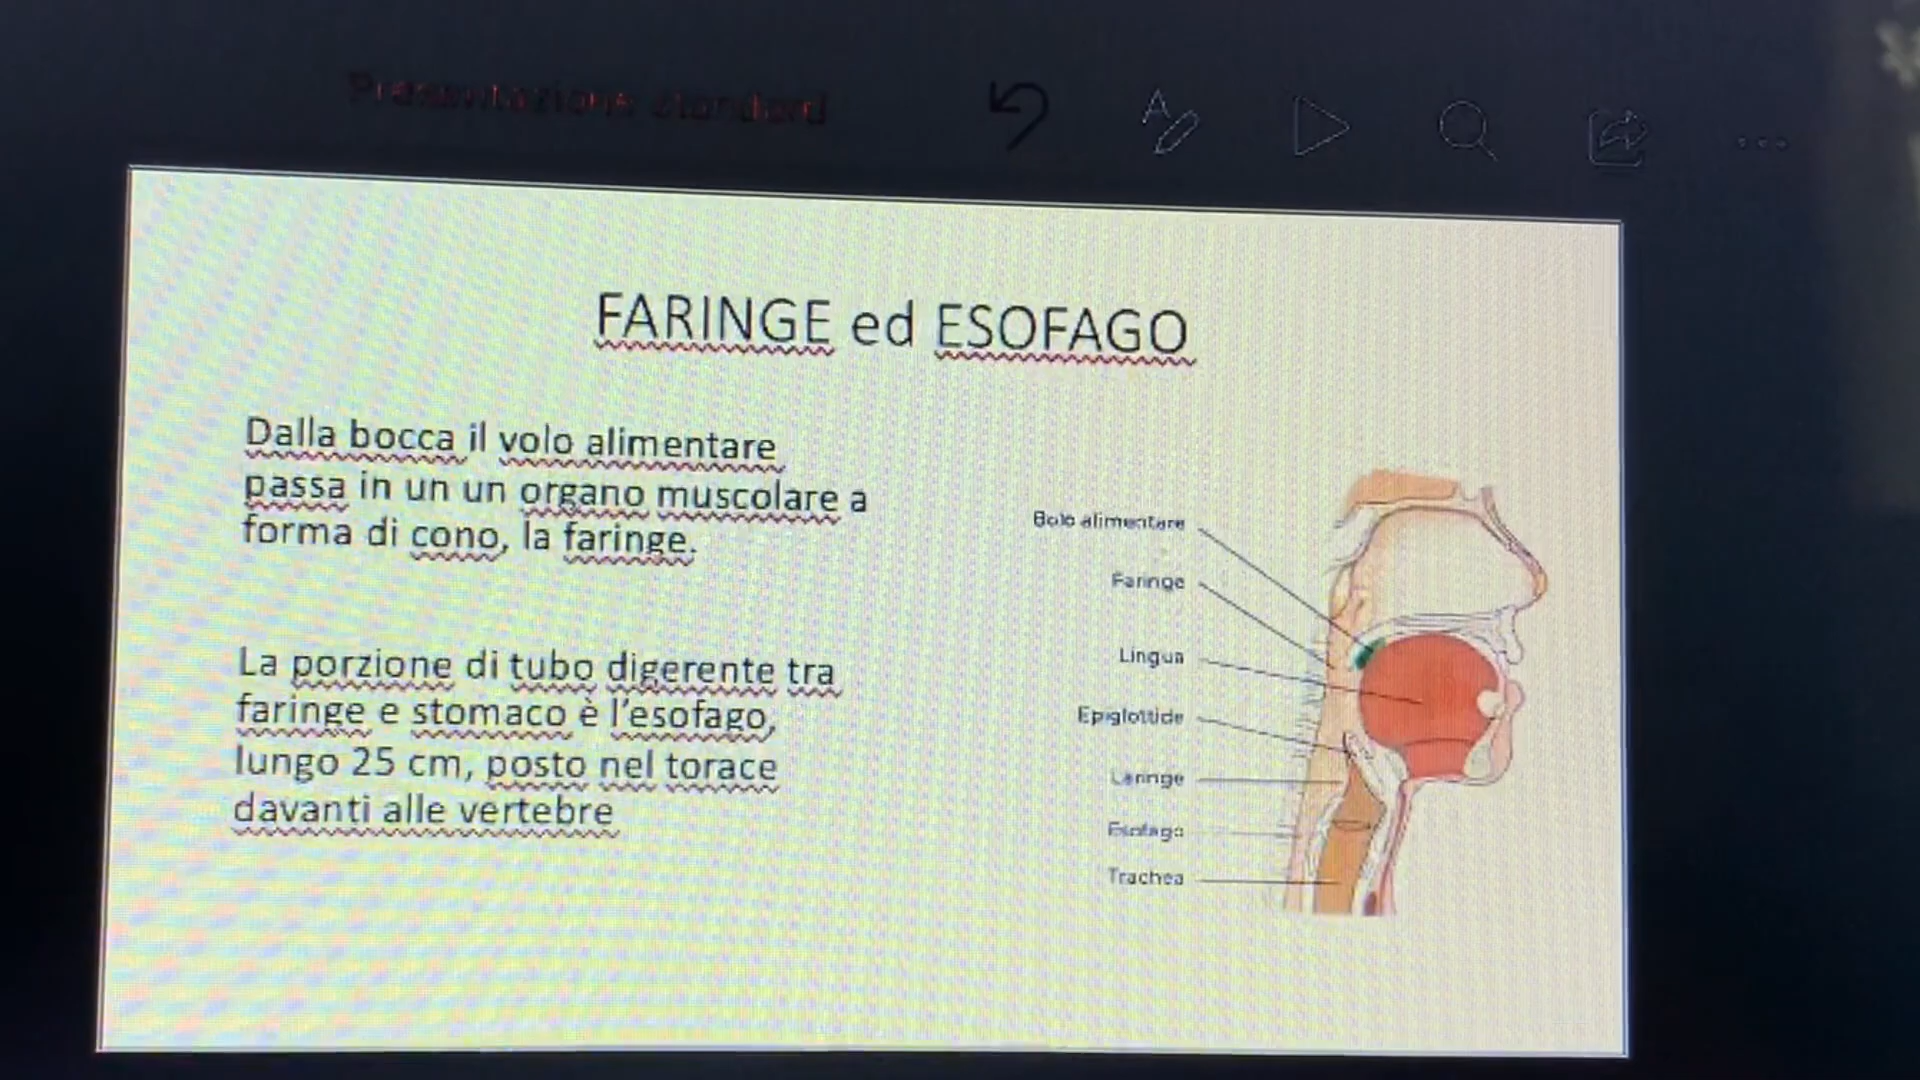 Presentazione standard
FARINGE ed ESOFAGO
Dalla bocca il volo alimentare
passa in un un organo muscolare a
forma di cono, la faringe.
La porzione di tubo digerente tra
faringe e stomaco è l'esofago,
lungo 25 cm, posto nel torace
davanti alle vertebre
Bolo alimentare
Faringe
Lingua
Epiglottide
Laringe
Esofago
Trachea